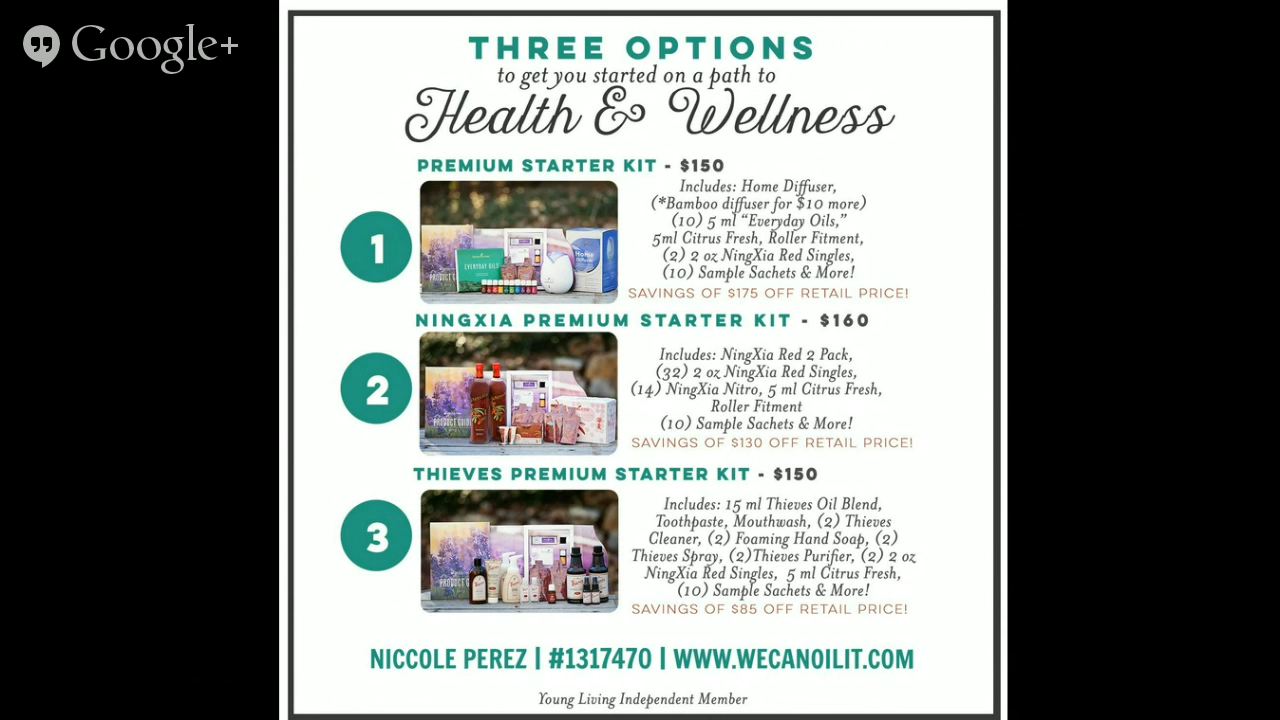 Google+
THREE OPTIONS
to get you started on a path to
Health & Wellness
PREMIUM STARTER KIT - $150
1
Includes: Home Diffuser,
(*Bamboo diffuser for $10 more)
(10) 5 ml “Everyday Oils,”
5ml Citrus Fresh, Roller Fitment,
(2) 2 oz NingXia Red Singles,
(10) Sample Sachets & More!
EVERYDAY OILS
SAVINGS OF $175 OFF RETAIL PRICE!
NINGXIA PREMIUM STARTER KIT - $160
2
Includes: NingXia Red 2 Pack,
(32) 2 oz NingXia Red Singles,
(14) NingXia Nitro, 5 ml Citrus Fresh,
Roller Fitment
(10) Sample Sachets & More!
PRODUCT GUIDE
SAVINGS OF $130 OFF RETAIL PRICE!
THIEVES PREMIUM STARTER KIT - $150
3
Includes: 15 ml Thieves Oil Blend,
Toothpaste, Mouthwash, (2) Thieves
Cleaner, (2) Foaming Hand Soap, (2)
Thieves Spray, (2)Thieves Purifier, (2) 2 oz
NingXia Red Singles, 5 ml Citrus Fresh,
(10) Sample Sachets & More!
SAVINGS OF $85 OFF RETAIL PRICE!
NICCOLE PEREZ | #1317470 | WWW.WECANOILIT.COM
Young Living Independent Member